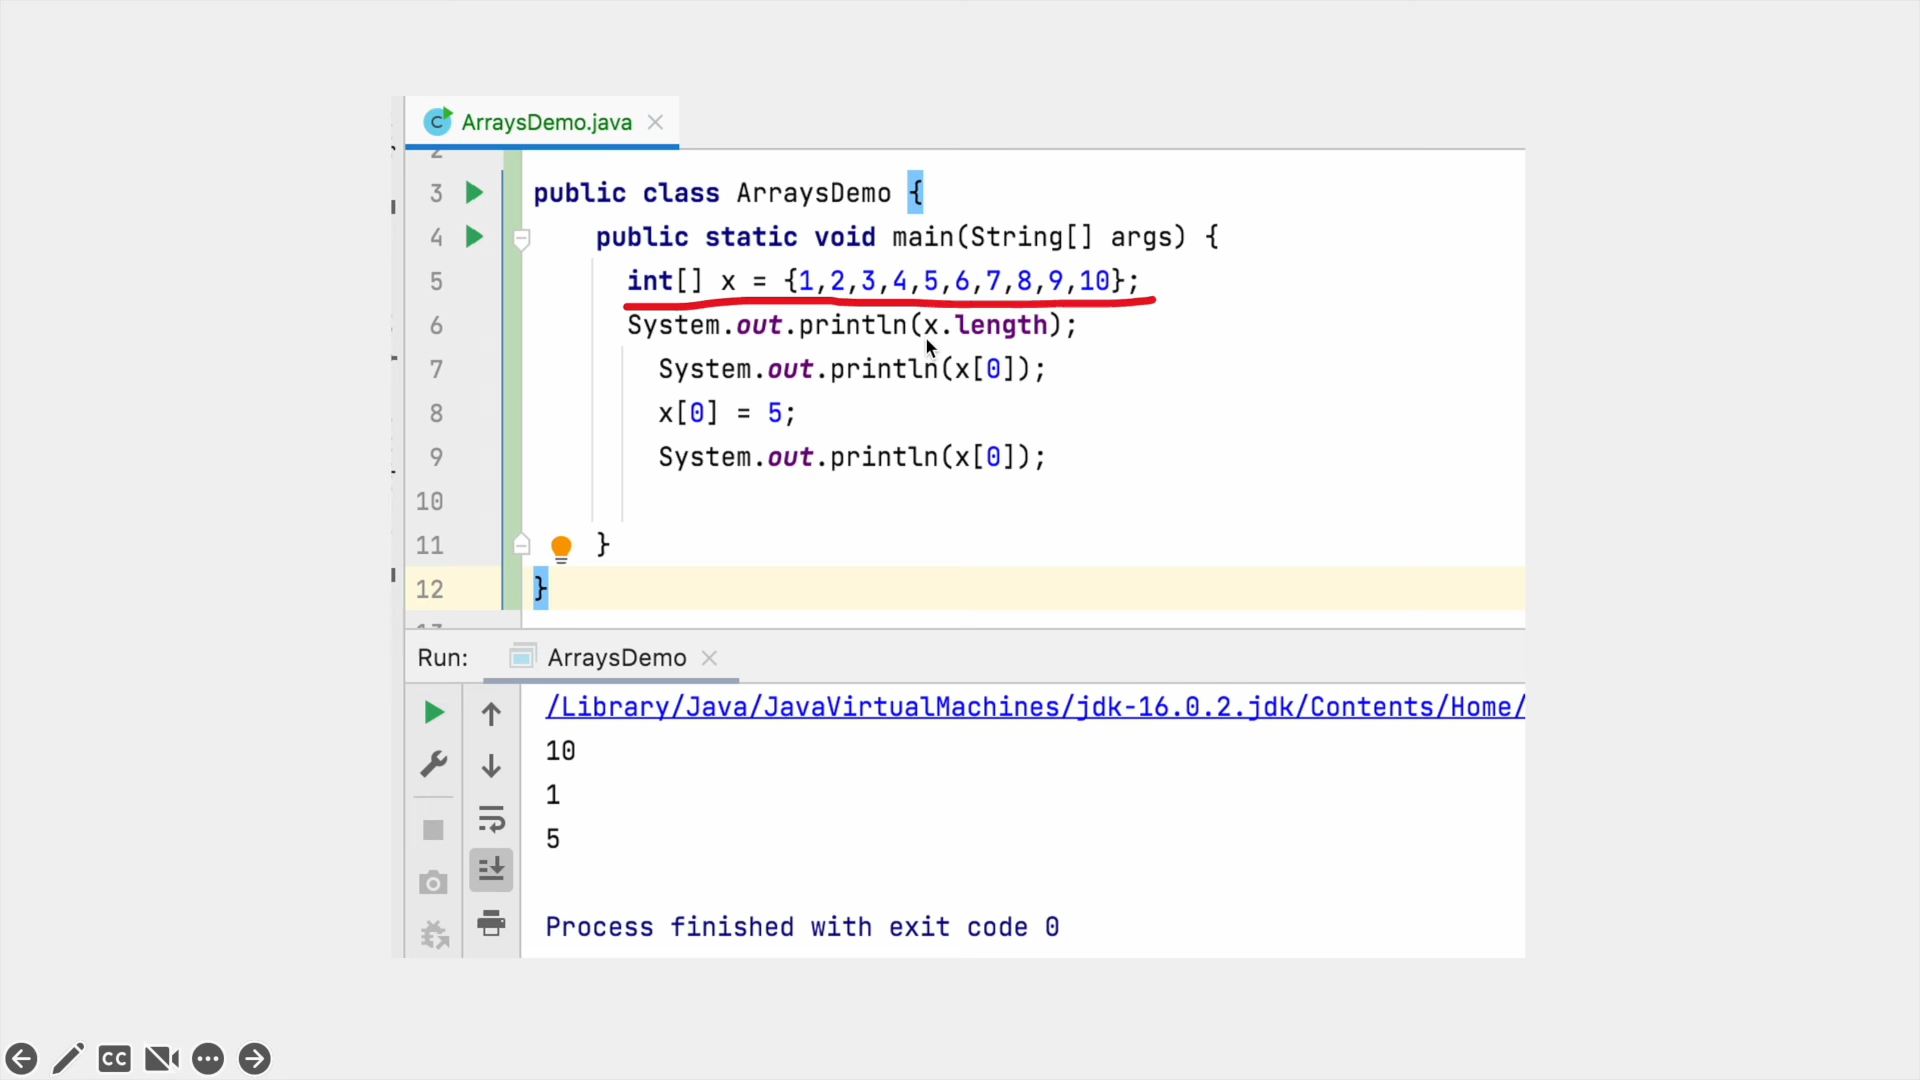 ArraysDemo.java
3 public class ArraysDemo {
4 public static void main(String[] args) {
5 int[] x = {1,2,3,4,5,6,7,8,9,10};
6 System.out.println(x.length);
7 System.out.println(x[0]);
8 x[0] = 5;
9 System.out.println(x[0]);
10
11 }
12 }
Run: ArraysDemo
/Library/Java/JavaVirtualMachines/jdk-16.0.2.jdk/Contents/Home/
10
1
5
Process finished with exit code 0
CC